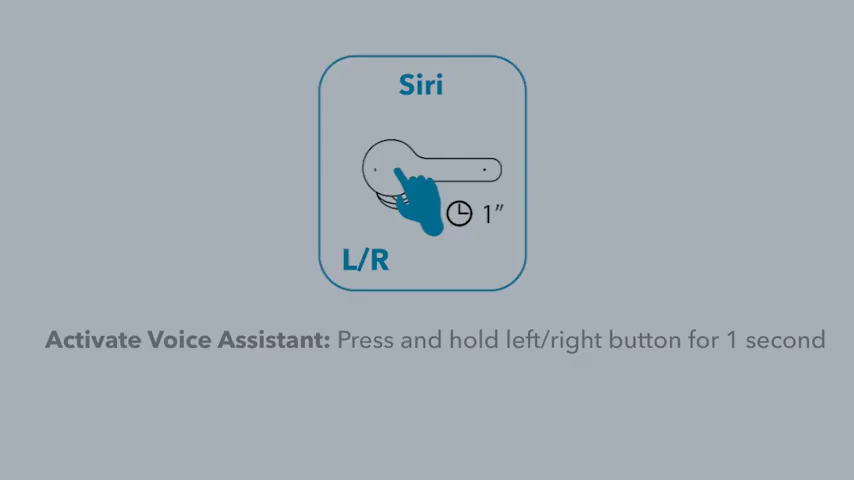 Siri
1”
L/R
Activate Voice Assistant: Press and hold left/right button for 1 second